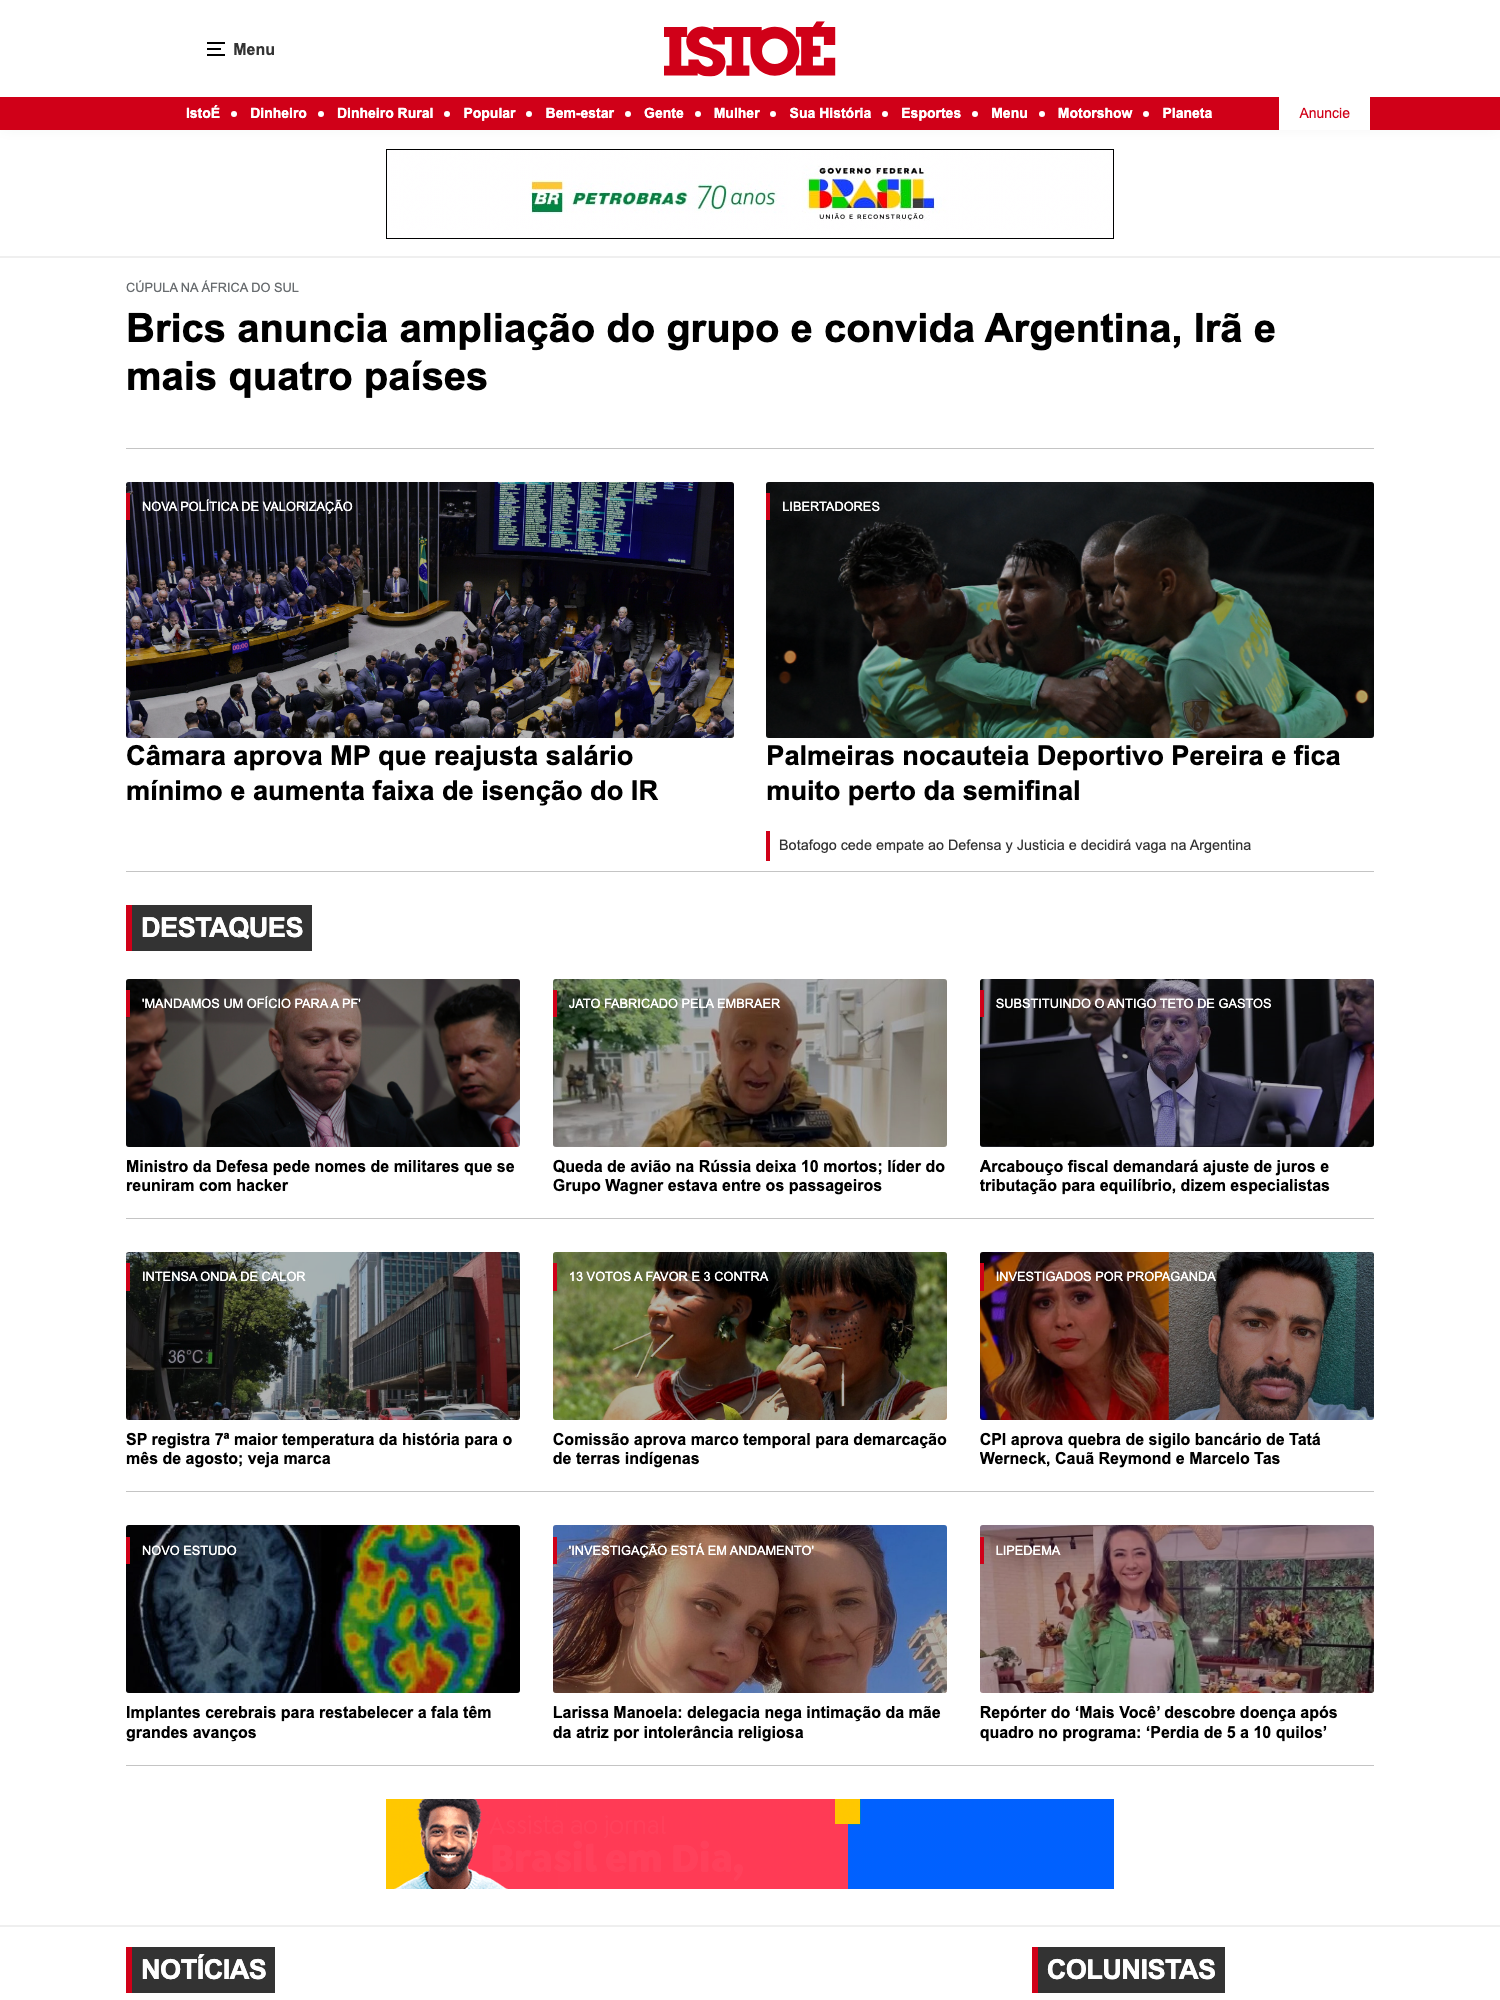 Menu
ISTOÉ
IstoÉ • Dinheiro • Dinheiro Rural • Popular • Bem-estar • Gente • Mulher • Sua História • Esportes • Menu • Motorshow • Planeta
Anuncie
BR PETROBRAS 70 anos
GOVERNO FEDERAL
BRASIL
UNIÃO E RECONSTRUÇÃO
CÚPULA NA ÁFRICA DO SUL
Brics anuncia ampliação do grupo e convida Argentina, Irã e
mais quatro países
NOVA POLÍTICA DE VALORIZAÇÃO
Câmara aprova MP que reajusta salário
mínimo e aumenta faixa de isenção do IR
LIBERTADORES
Palmeiras nocauteia Deportivo Pereira e fica
muito perto da semifinal
Botafogo cede empate ao Defensa y Justicia e decidirá vaga na Argentina
DESTAQUES
'MANDAMOS UM OFÍCIO PARA A PF'
Ministro da Defesa pede nomes de militares que se
reuniram com hacker
JATO FABRICADO PELA EMBRAER
Queda de avião na Rússia deixa 10 mortos; líder do
Grupo Wagner estava entre os passageiros
SUBSTITUINDO O ANTIGO TETO DE GASTOS
Arcabouço fiscal demandará ajuste de juros e
tributação para equilíbrio, dizem especialistas
INTENSA ONDA DE CALOR
36°C
SP registra 7ª maior temperatura da história para o
mês de agosto; veja marca
13 VOTOS A FAVOR E 3 CONTRA
Comissão aprova marco temporal para demarcação
de terras indígenas
INVESTIGADOS POR PROPAGANDA
CPI aprova quebra de sigilo bancário de Tatá
Werneck, Cauã Reymond e Marcelo Tas
NOVO ESTUDO
Implantes cerebrais para restabelecer a fala têm
grandes avanços
'INVESTIGAÇÃO ESTÁ EM ANDAMENTO'
Larissa Manoela: delegacia nega intimação da mãe
da atriz por intolerância religiosa
LIPEDEMA
Repórter do ‘Mais Você’ descobre doença após
quadro no programa: ‘Perdia de 5 a 10 quilos’
Assista ao jornal
Brasil em Dia,
NOTÍCIAS
COLUNISTAS